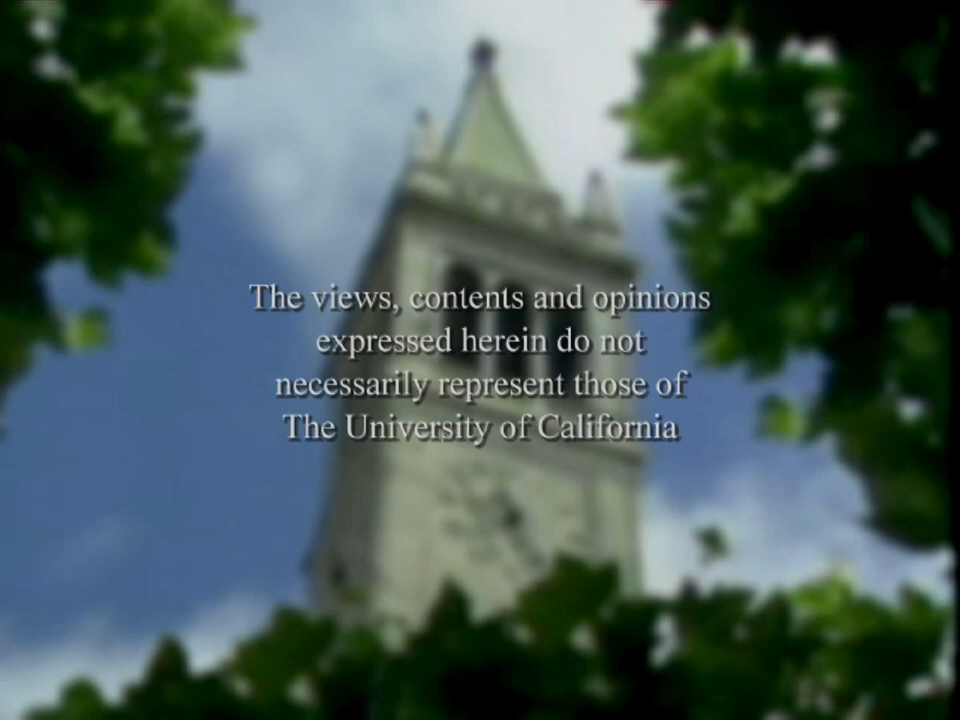 The views, contents and opinions
expressed herein do not
necessarily represent those of
The University of California